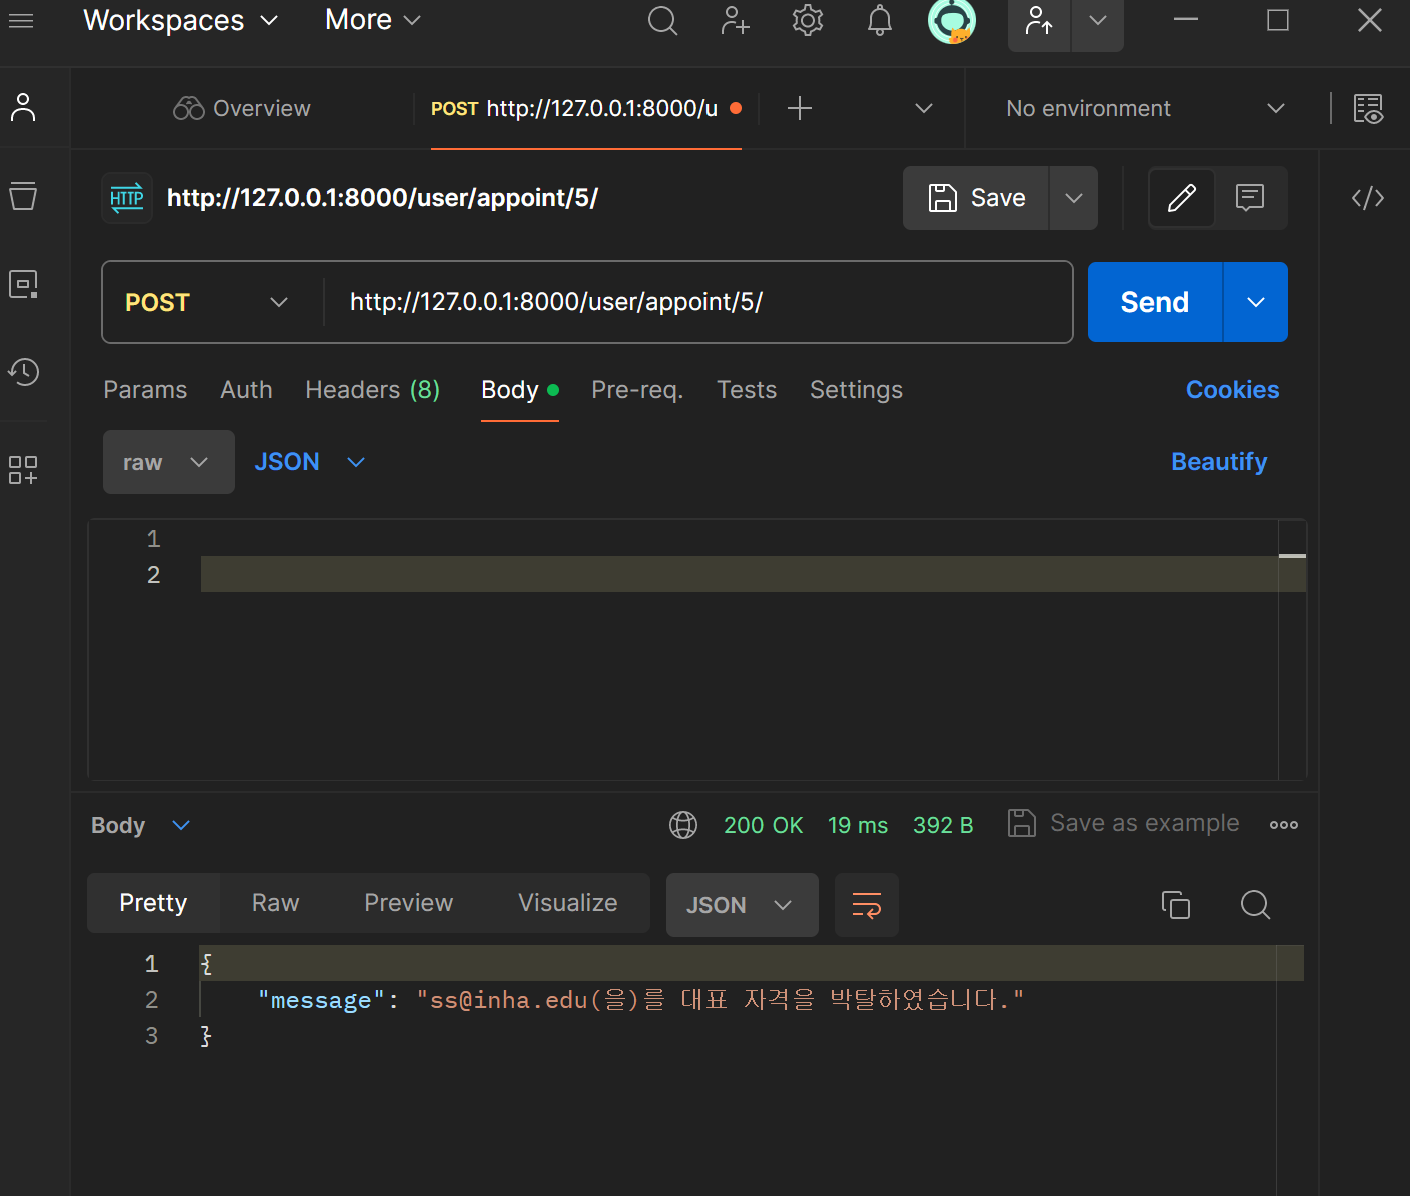 Workspaces More
Overview POST http://127.0.0.1:8000/u No environment
HTTP http://127.0.0.1:8000/user/appoint/5/ Save
POST http://127.0.0.1:8000/user/appoint/5/ Send
Params Auth Headers (8) Body Pre-req. Tests Settings Cookies
raw JSON Beautify
1
2
Body 200 OK 19 ms 392 B Save as example
Pretty Raw Preview Visualize JSON
1 {
2 "message": "ss@inha.edu(을)를 대표 자격을 박탈하였습니다."
3 }